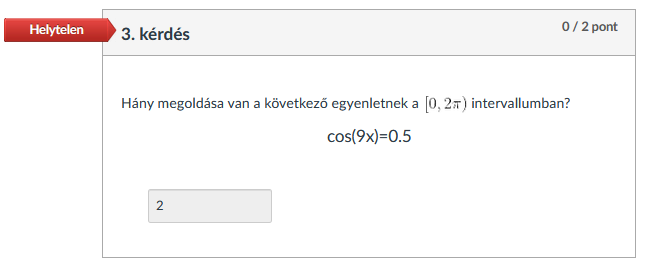 Helytelen
3. kérdés
0 / 2 pont
Hány megoldása van a következő egyenletnek a [0, 2π) intervallumban?
cos(9x)=0.5
2